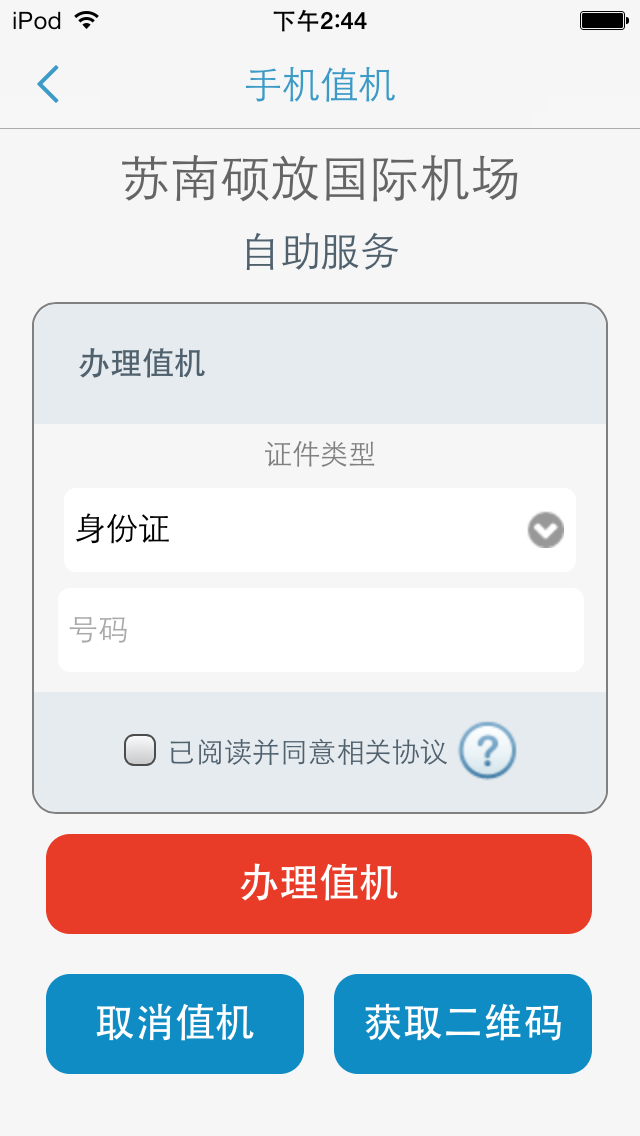 iPod 下午2:44
手机值机
苏南硕放国际机场
自助服务
办理值机
证件类型
身份证
号码
已阅读并同意相关协议 ?
办理值机
取消值机 获取二维码